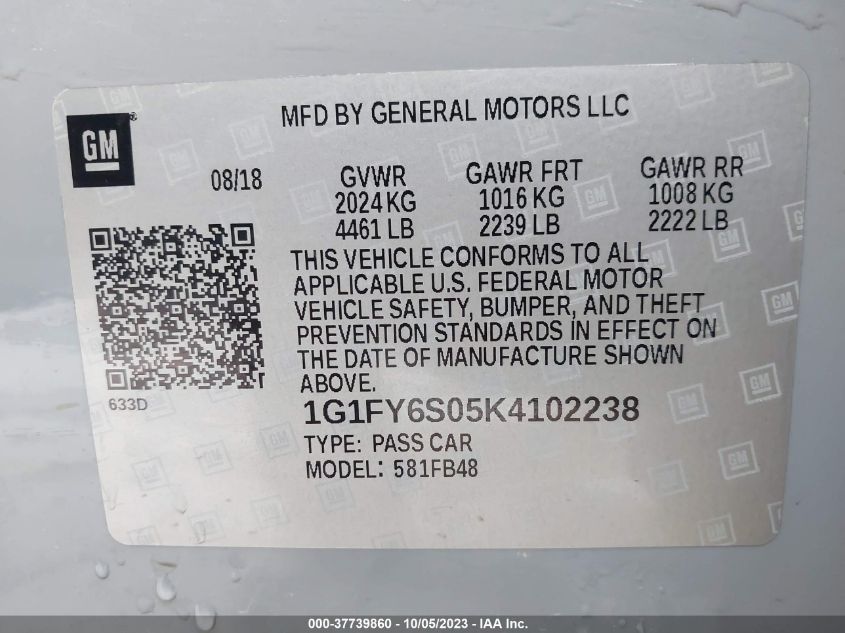 MFD BY GENERAL MOTORS LLC
GM®
08/18
GVWR GAWR FRT GAWR RR
2024 KG 1016 KG 1008 KG
4461 LB 2239 LB 2222 LB
THIS VEHICLE CONFORMS TO ALL
APPLICABLE U.S. FEDERAL MOTOR
VEHICLE SAFETY, BUMPER, AND THEFT
PREVENTION STANDARDS IN EFFECT ON
THE DATE OF MANUFACTURE SHOWN
ABOVE.
633D
1G1FY6S05K4102238
TYPE: PASS CAR
MODEL: 581FB48
000-37739860 - 10/05/2023 - IAA Inc.